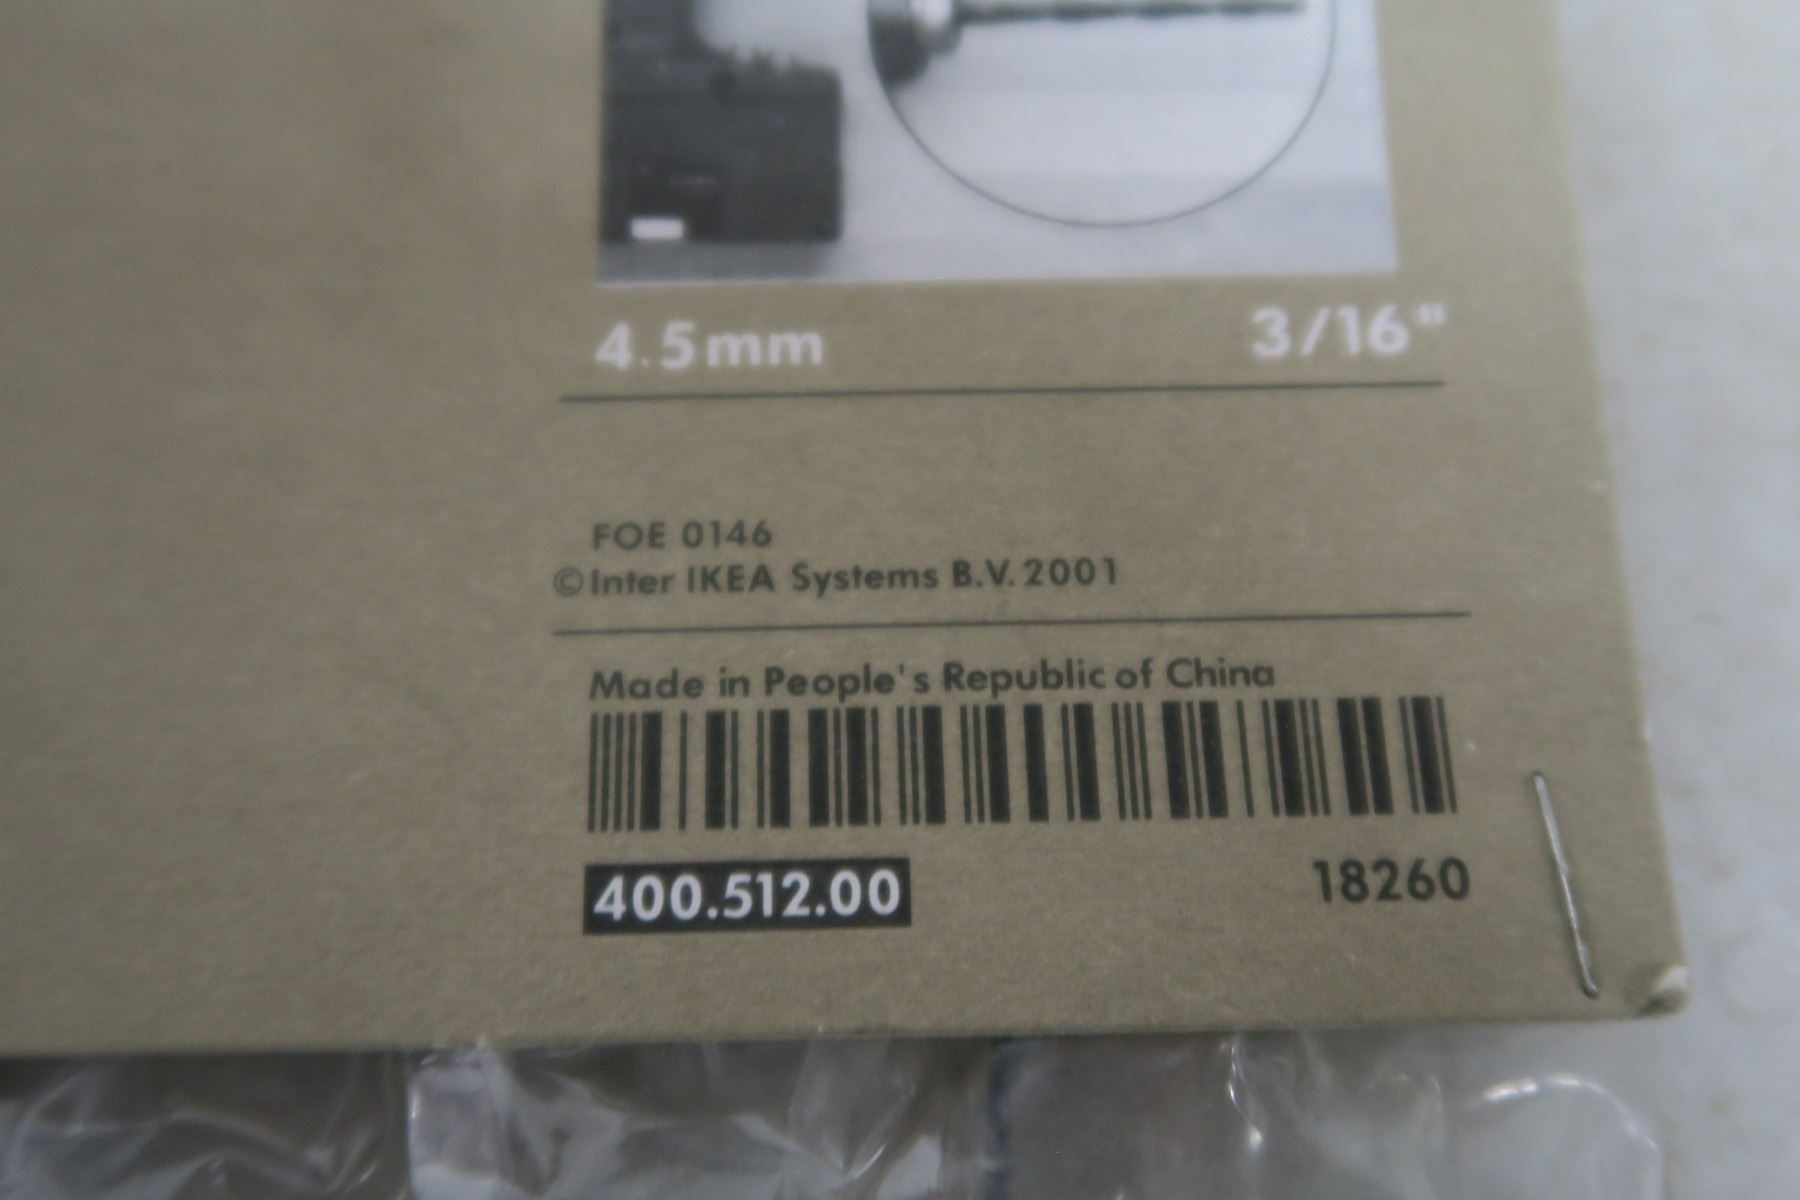 4.5mm 3/16"
FOE 0146
©Inter IKEA Systems B.V. 2001
Made in People's Republic of China
400.512.00 18260